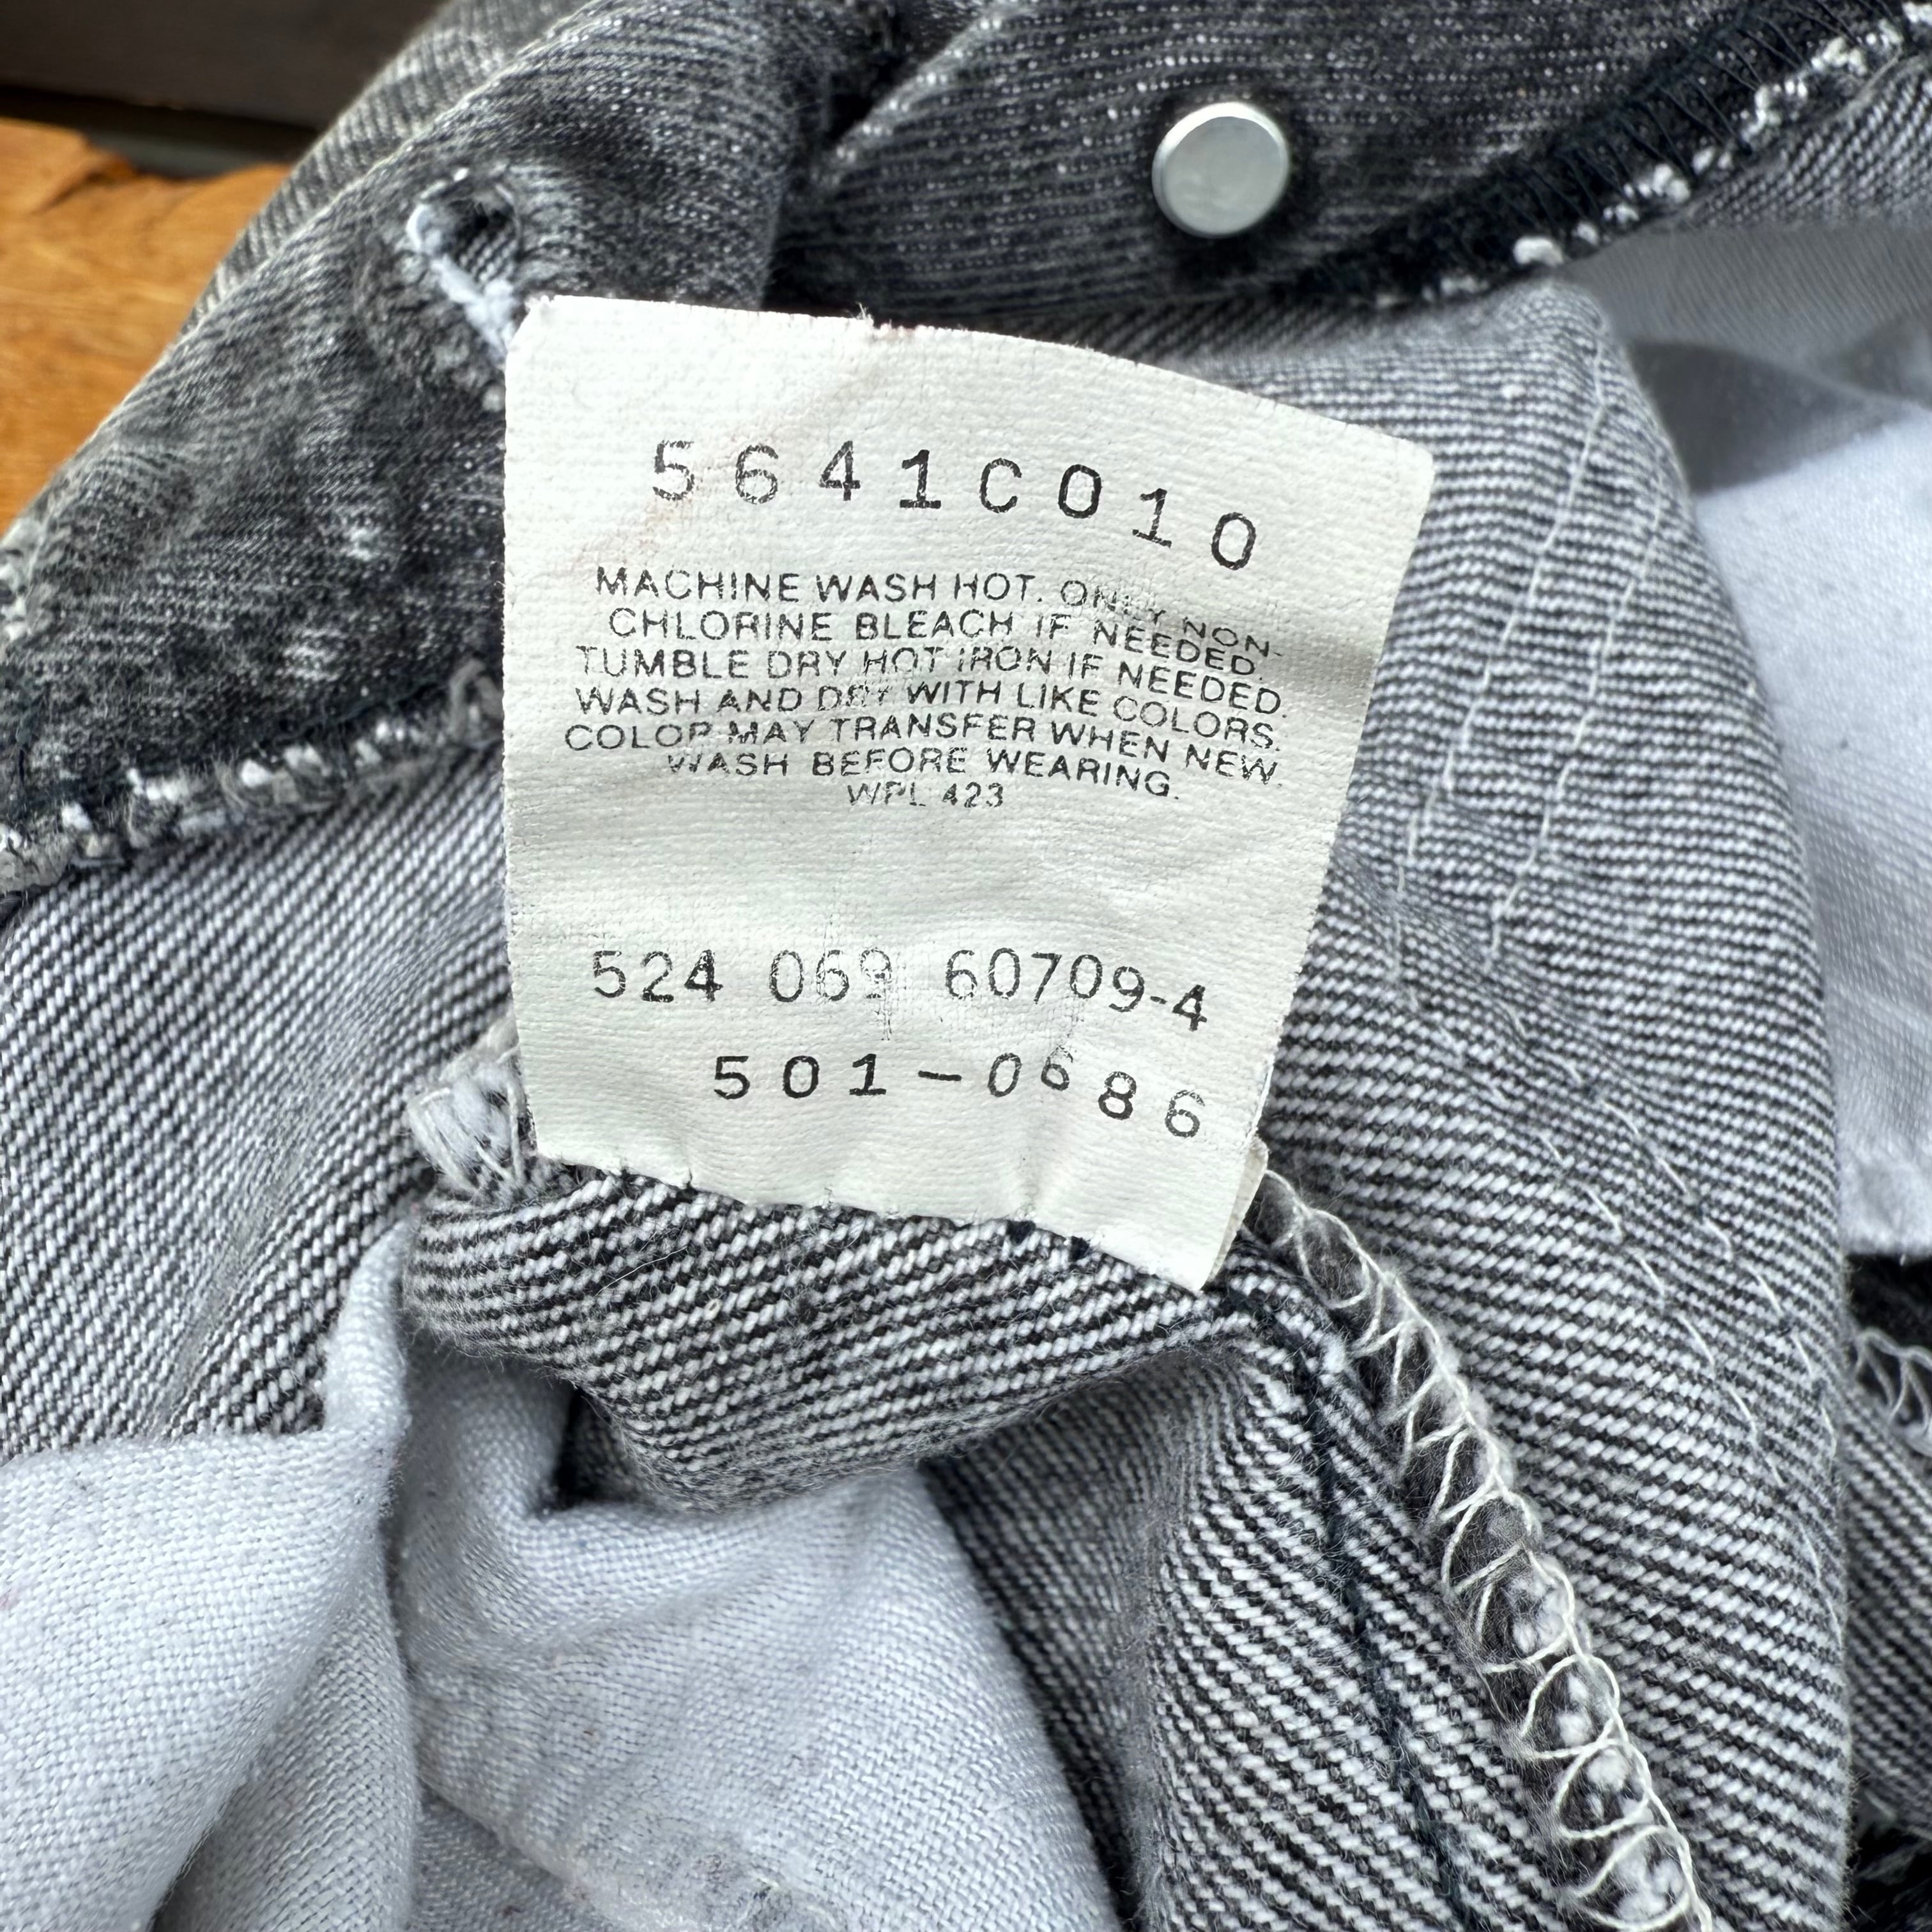 5641C010
MACHINE WASH HOT. ONLY NON-
CHLORINE BLEACH IF NEEDED.
TUMBLE DRY HOT IRON IF NEEDED.
WASH AND DRY WITH LIKE COLORS.
COLOR MAY TRANSFER WHEN NEW.
WASH BEFORE WEARING.
WPL 423
524 069 60709-4
501-0686